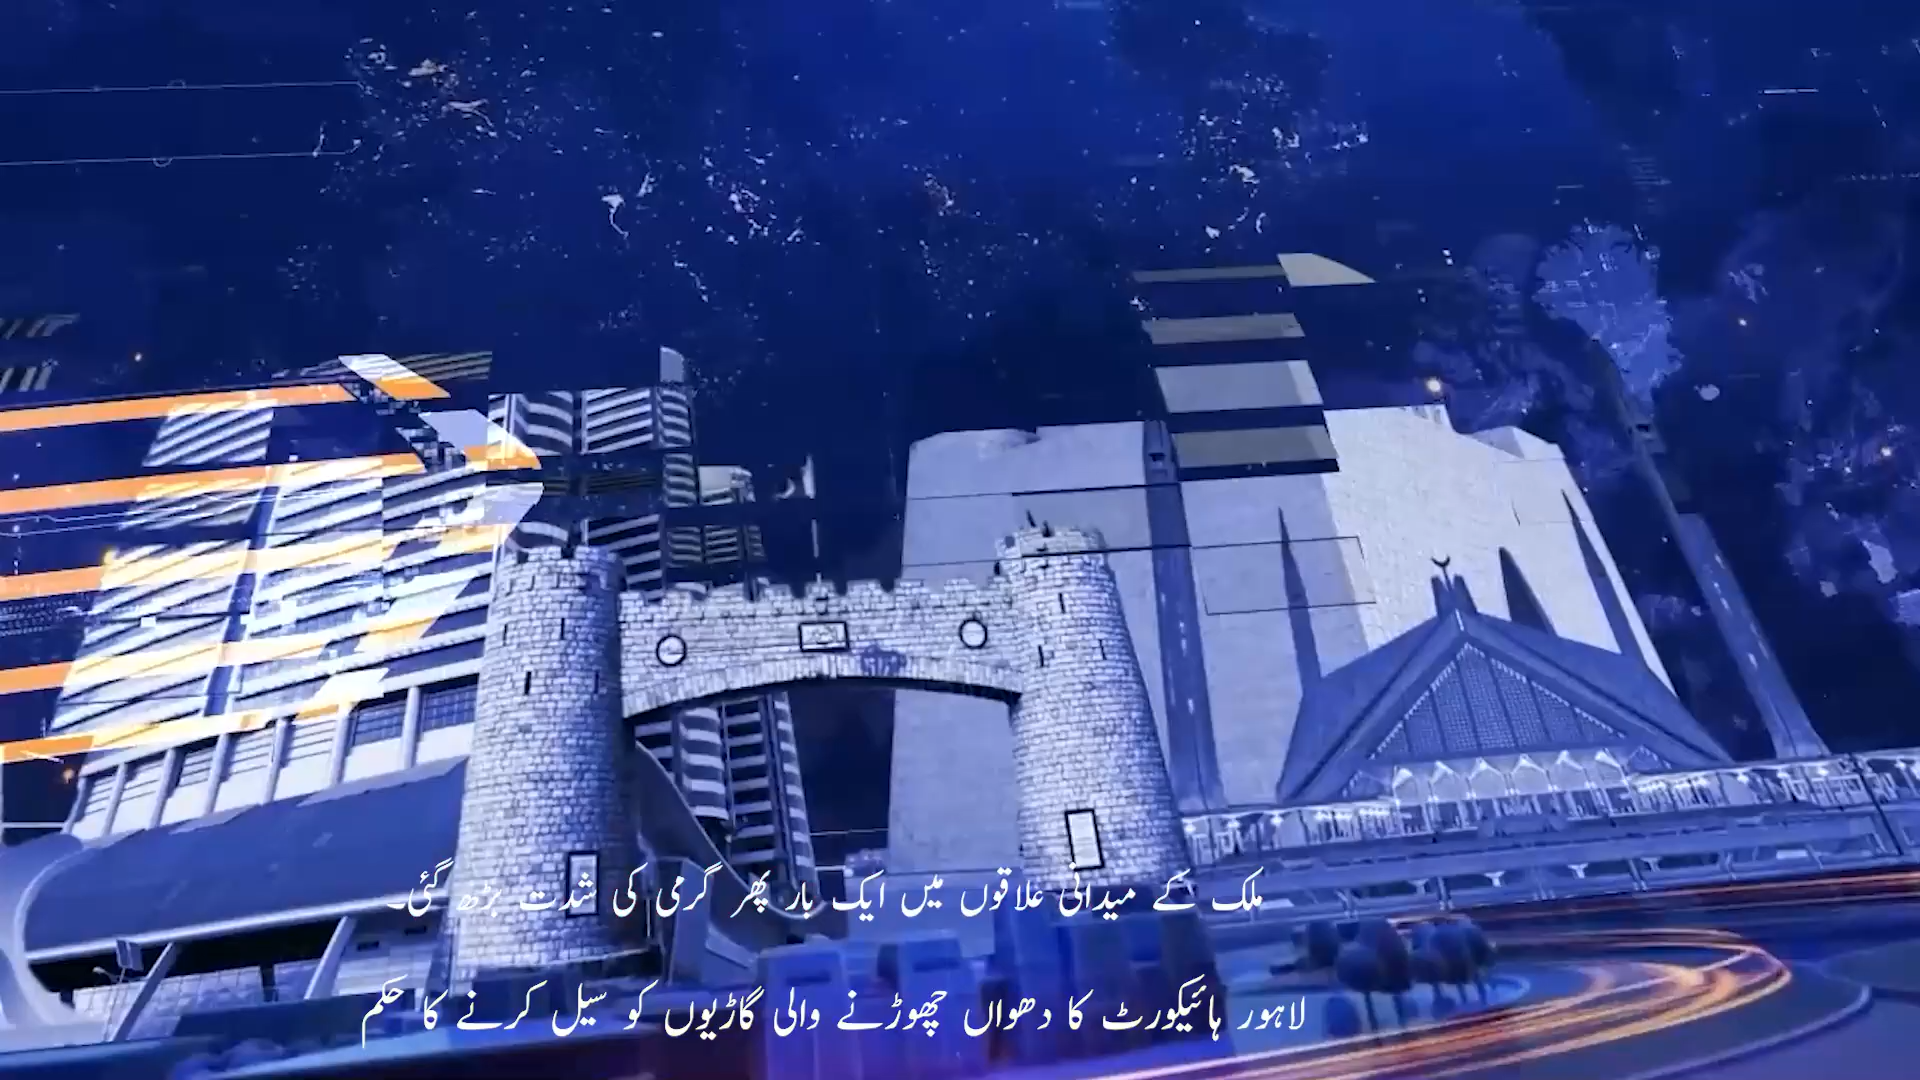 ملک کے میدانی علاقوں میں ایک بار پھر گرمی کی شدت بڑھ گئی۔
لاہور ہائیکورٹ کا دھواں چھوڑنے والی گاڑیوں کو سیل کرنے کا حکم